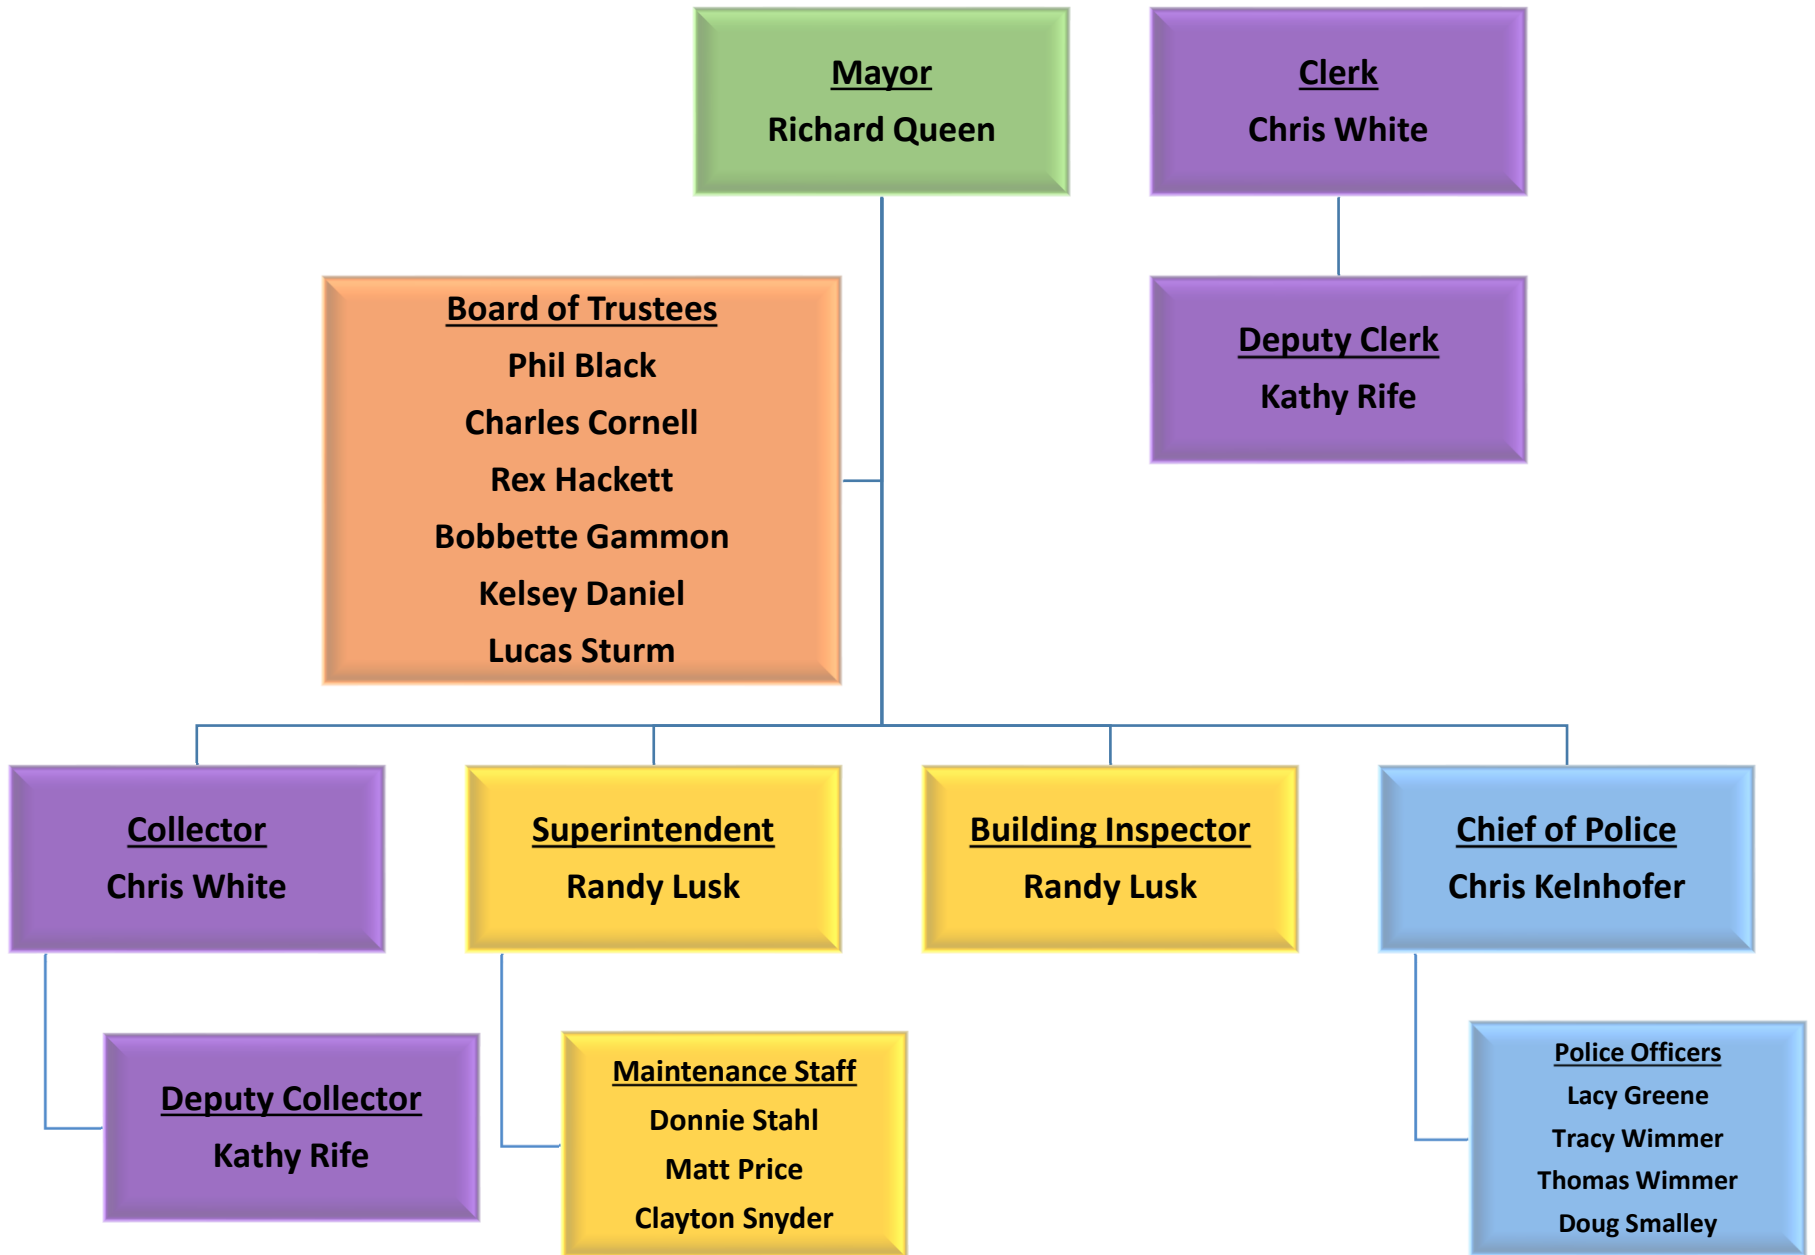 Mayor
Richard Queen
Clerk
Chris White
Board of Trustees
Phil Black
Charles Cornell
Rex Hackett
Bobbette Gammon
Kelsey Daniel
Lucas Sturm
Deputy Clerk
Kathy Rife
Collector
Chris White
Superintendent
Randy Lusk
Building Inspector
Randy Lusk
Chief of Police
Chris Kelnhofer
Deputy Collector
Kathy Rife
Maintenance Staff
Donnie Stahl
Matt Price
Clayton Snyder
Police Officers
Lacy Greene
Tracy Wimmer
Thomas Wimmer
Doug Smalley